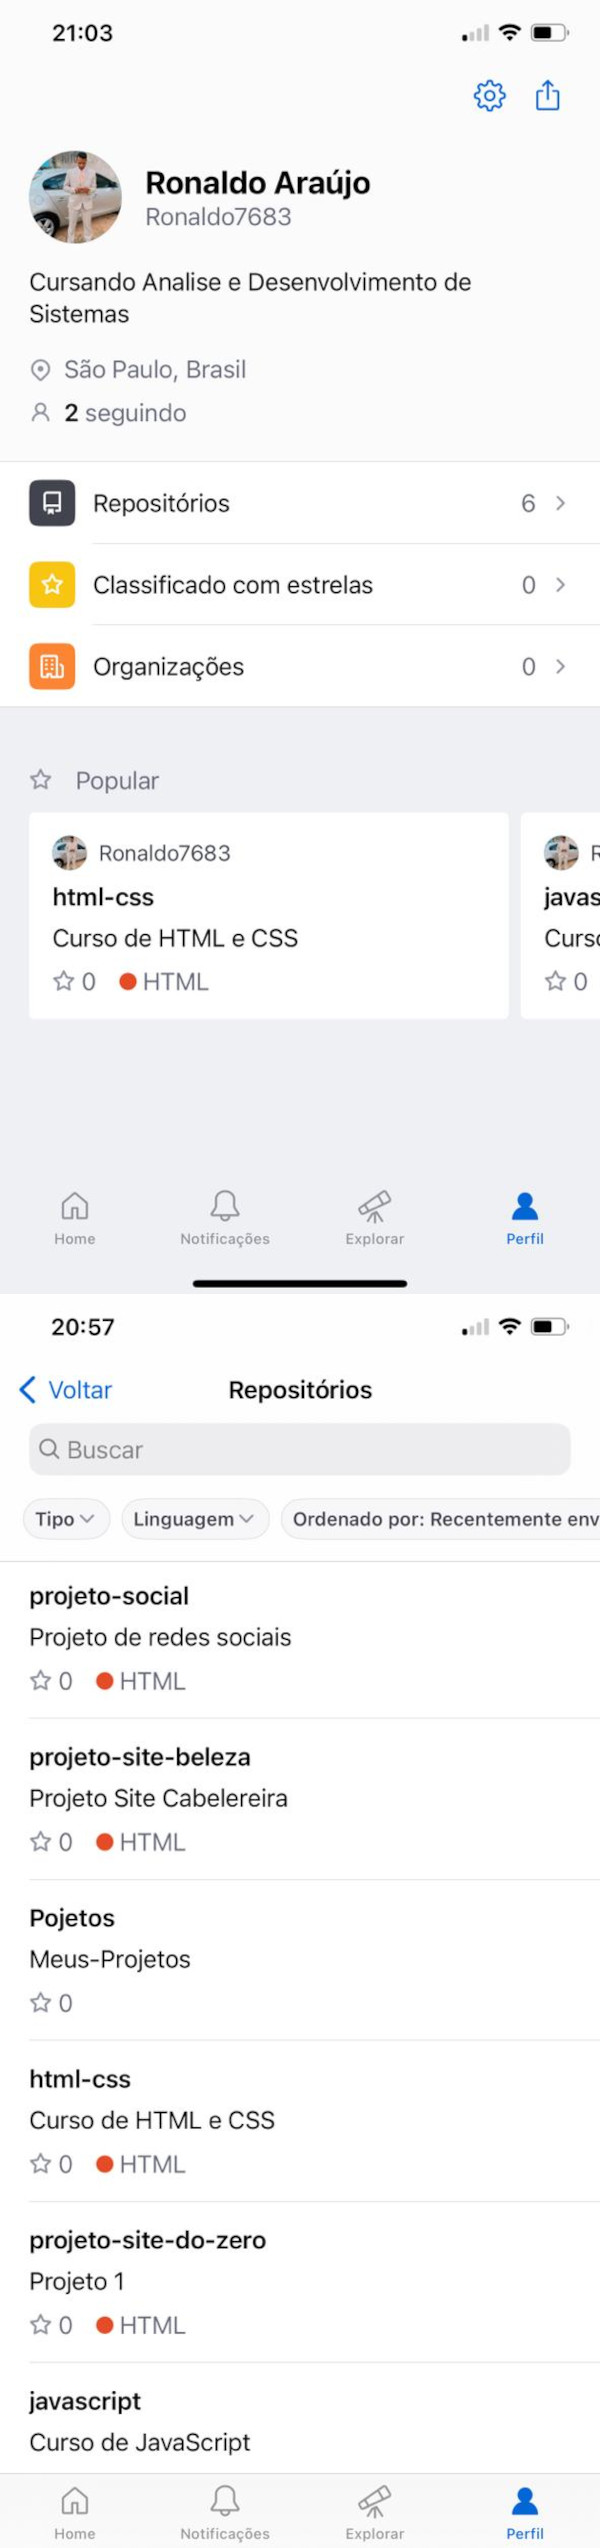 21:03
Ronaldo Araújo
Ronaldo7683
Cursando Analise e Desenvolvimento de
Sistemas
São Paulo, Brasil
2 seguindo
Repositórios 6
Classificado com estrelas 0
Organizações 0
Popular
Ronaldo7683
html-css
Curso de HTML e CSS
0 HTML
R
javas
Curso
0
Home Notificações Explorar Perfil
20:57
Voltar Repositórios
Buscar
Tipo Linguagem Ordenado por: Recentemente env
projeto-social
Projeto de redes sociais
0 HTML
projeto-site-beleza
Projeto Site Cabelereira
0 HTML
Pojetos
Meus-Projetos
0
html-css
Curso de HTML e CSS
0 HTML
projeto-site-do-zero
Projeto 1
0 HTML
javascript
Curso de JavaScript
Home Notificações Explorar Perfil